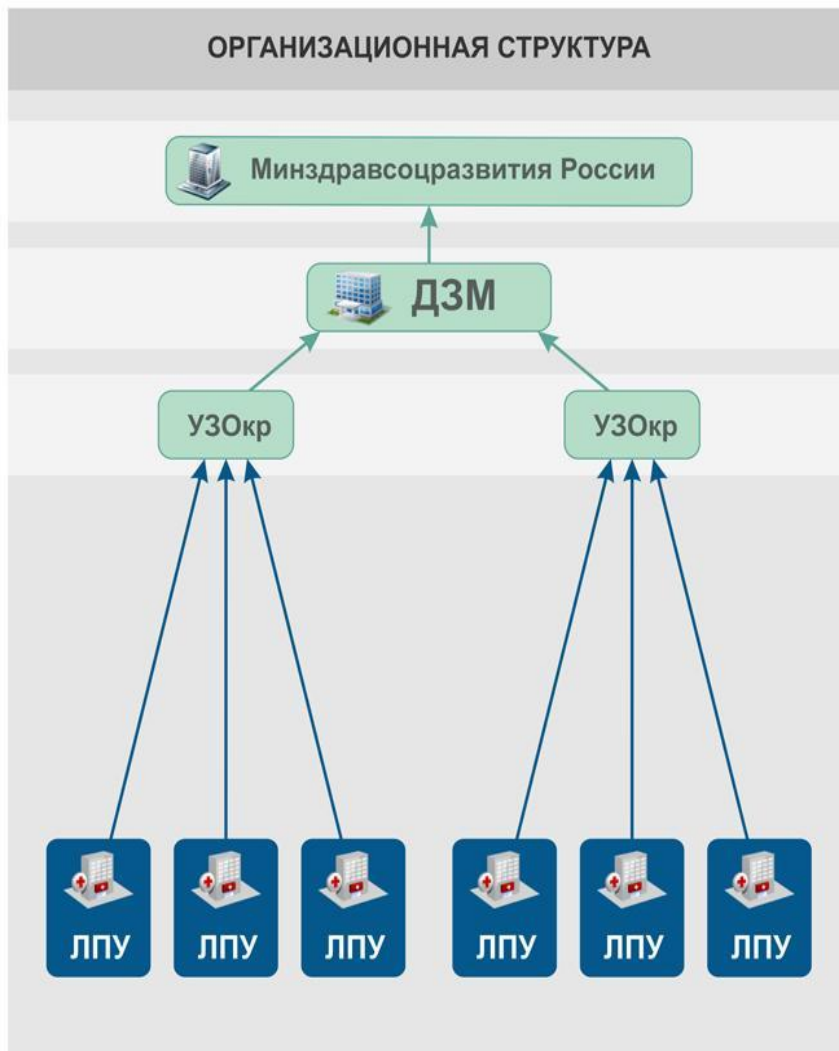 ОРГАНИЗАЦИОННАЯ СТРУКТУРА
Минздравсоцразвития России
ДЗМ
УЗОкр
УЗОкр
ЛПУ
ЛПУ
ЛПУ
ЛПУ
ЛПУ
ЛПУ